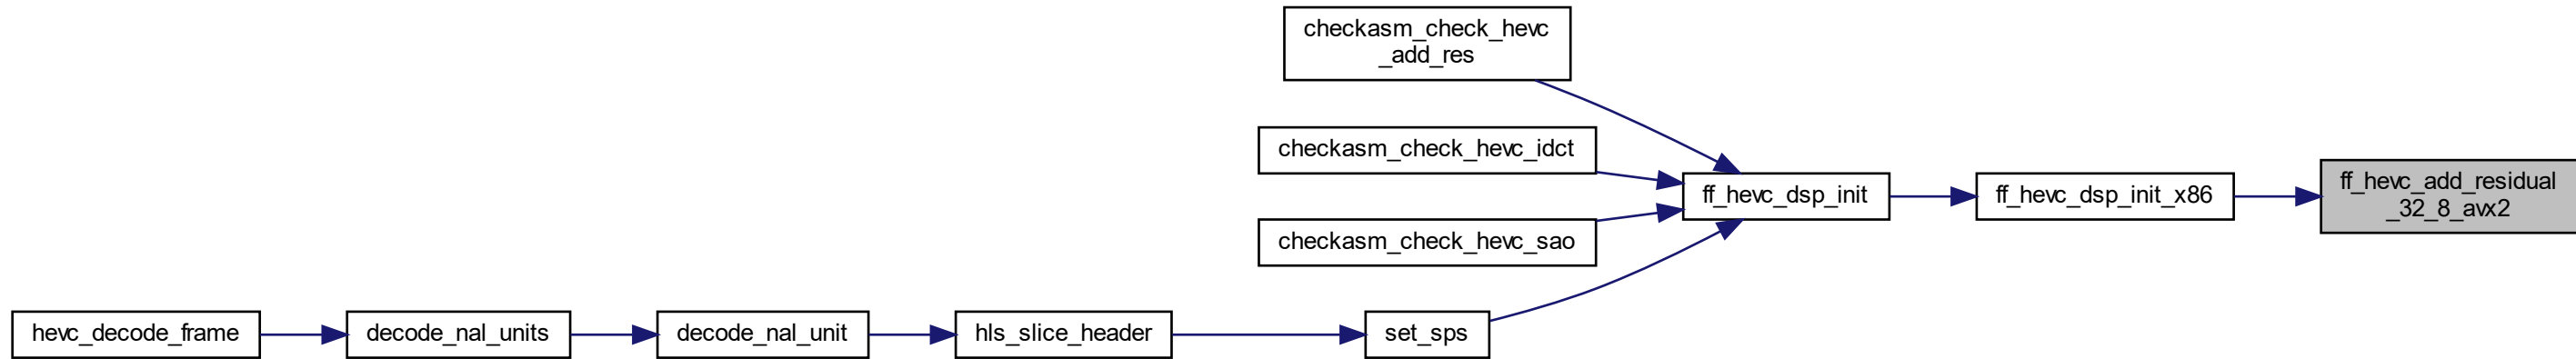 checkasm_check_hevc
_add_res
checkasm_check_hevc_idct
ff_hevc_dsp_init
ff_hevc_dsp_init_x86
ff_hevc_add_residual
_32_8_avx2
checkasm_check_hevc_sao
hevc_decode_frame
decode_nal_units
decode_nal_unit
hls_slice_header
set_sps